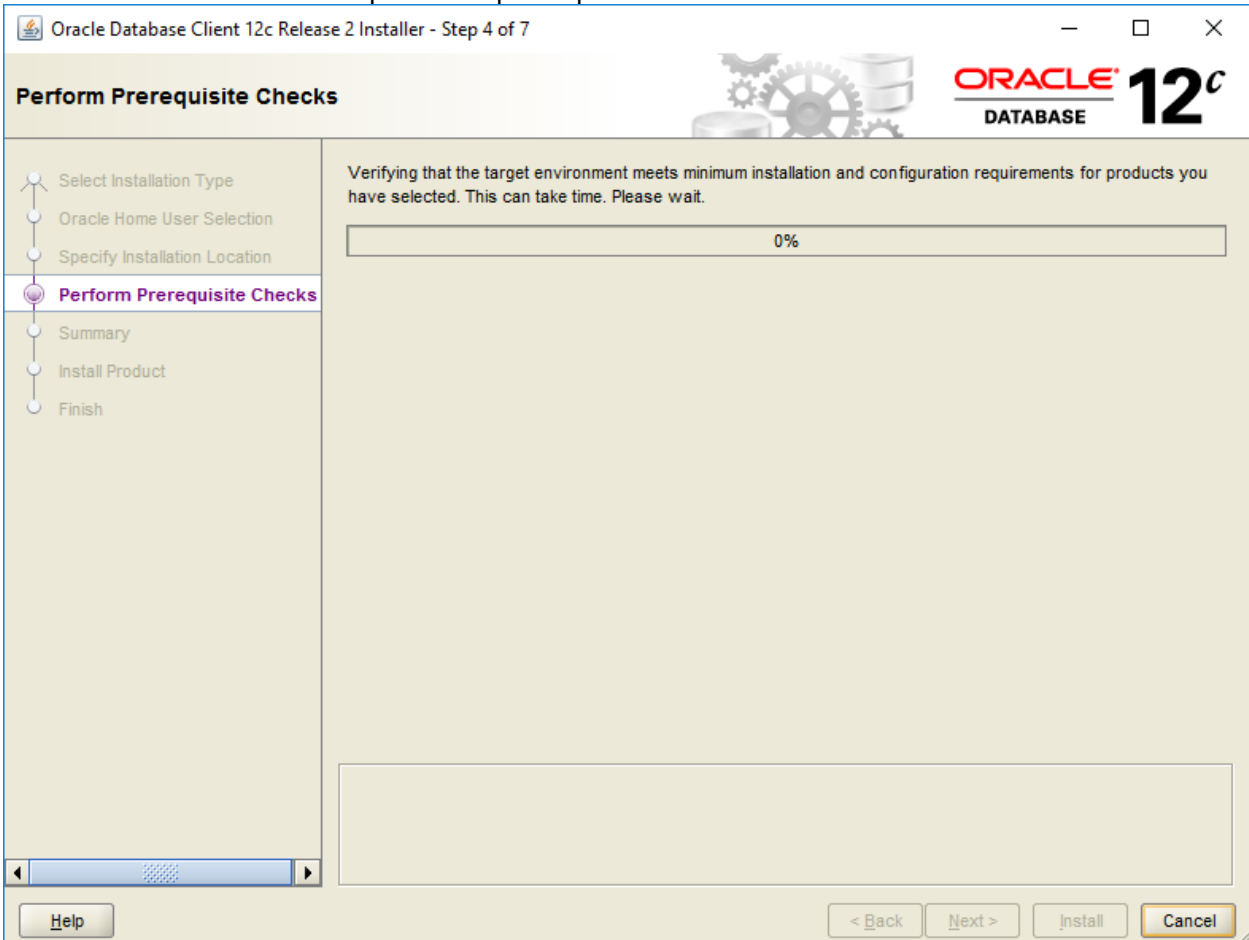 Oracle Database Client 12c Release 2 Installer - Step 4 of 7
Perform Prerequisite Checks
ORACLE
DATABASE
12c
Select Installation Type
Oracle Home User Selection
Specify Installation Location
Perform Prerequisite Checks
Summary
Install Product
Finish
Verifying that the target environment meets minimum installation and configuration requirements for products you
have selected. This can take time. Please wait.
0%
Help
< Back
Next >
Install
Cancel